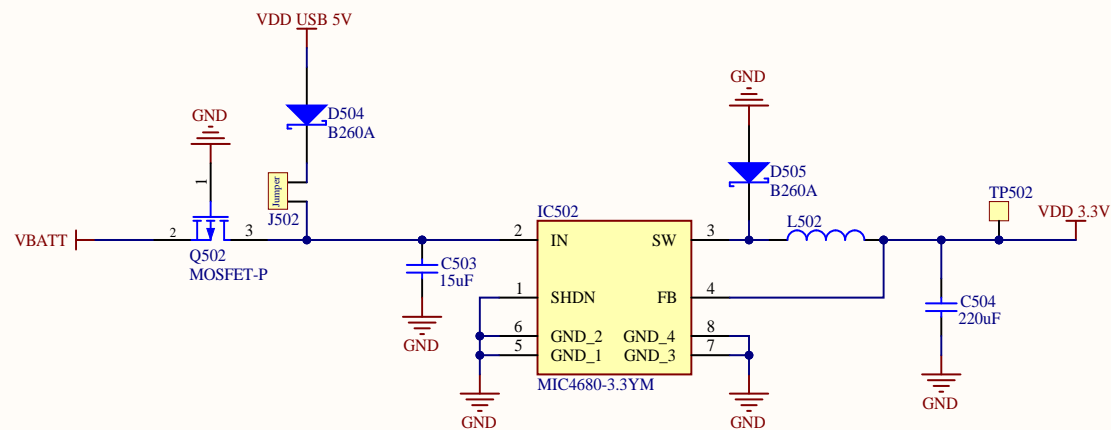 VDD USB 5V
D504
B260A
GND
1
Jumper
J502
VBATT
2
3
Q502
MOSFET-P
C503
15uF
GND
GND
D505
B260A
IC502
2
IN
SW
3
1
SHDN
FB
4
6
GND_2
GND_4
8
5
GND_1
GND_3
7
MIC4680-3.3YM
GND
GND
L502
TP502
VDD 3.3V
C504
220uF
GND